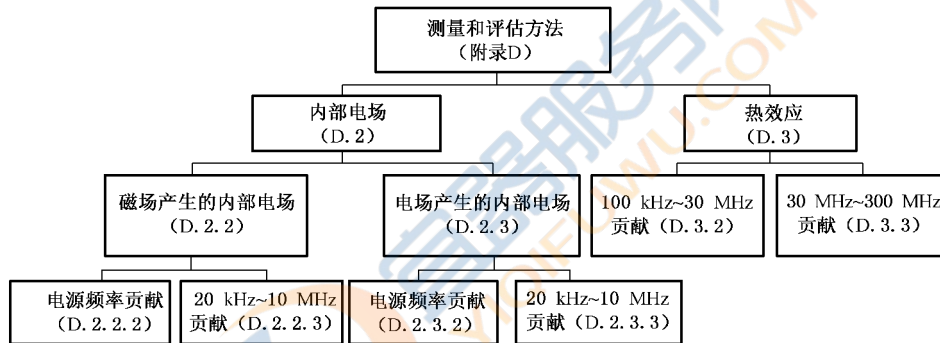 测量和评估方法
（附录D）
内部电场
（D.2）
热效应
（D.3）
磁场产生的内部电场
（D.2.2）
电场产生的内部电场
（D.2.3）
100 kHz~30 MHz
贡献（D.3.2）
30 MHz~300 MHz
贡献（D.3.3）
电源频率贡献
（D.2.2.2）
20 kHz~10 MHz
贡献（D.2.2.3）
电源频率贡献
（D.2.3.2）
20 kHz~10 MHz
贡献（D.2.3.3）
YIQIFUWU.COM